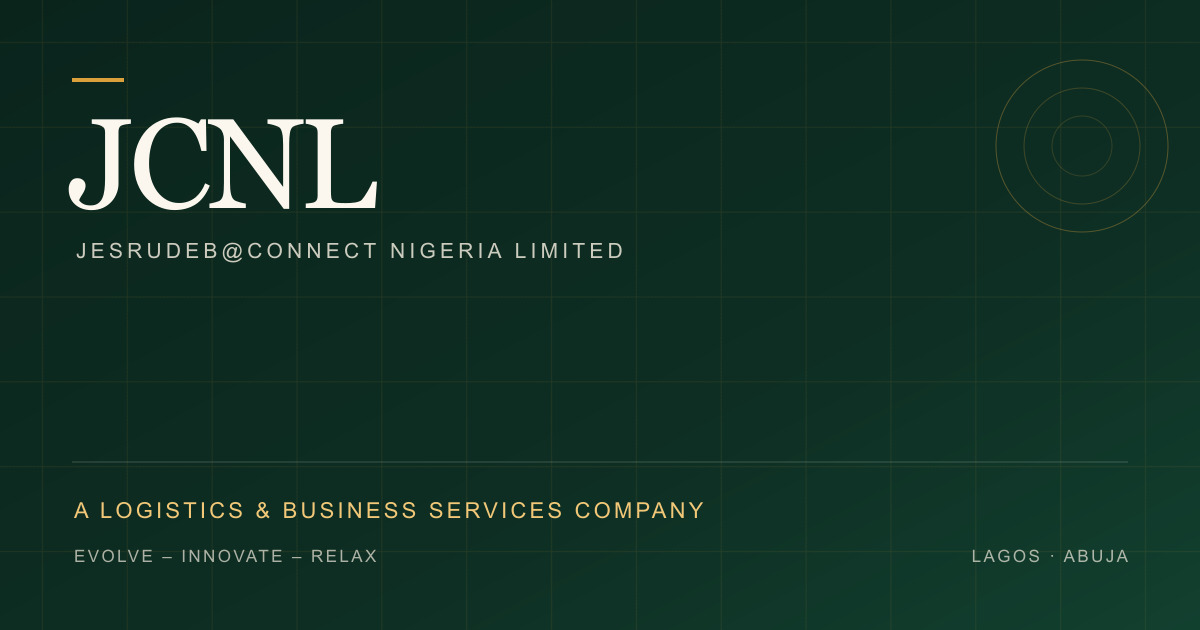 JCNL
JESRUDEB@CONNECT NIGERIA LIMITED
A LOGISTICS & BUSINESS SERVICES COMPANY
EVOLVE – INNOVATE – RELAX
LAGOS · ABUJA